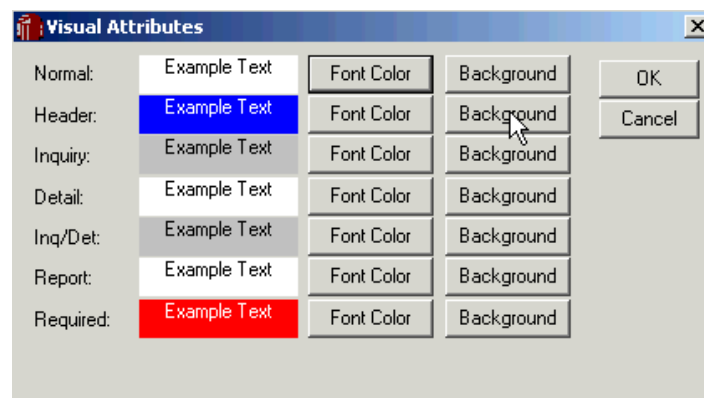 Visual Attributes
Normal: Example Text Font Color Background OK
Header: Example Text Font Color Background Cancel
Inquiry: Example Text Font Color Background
Detail: Example Text Font Color Background
Inq/Det: Example Text Font Color Background
Report: Example Text Font Color Background
Required: Example Text Font Color Background